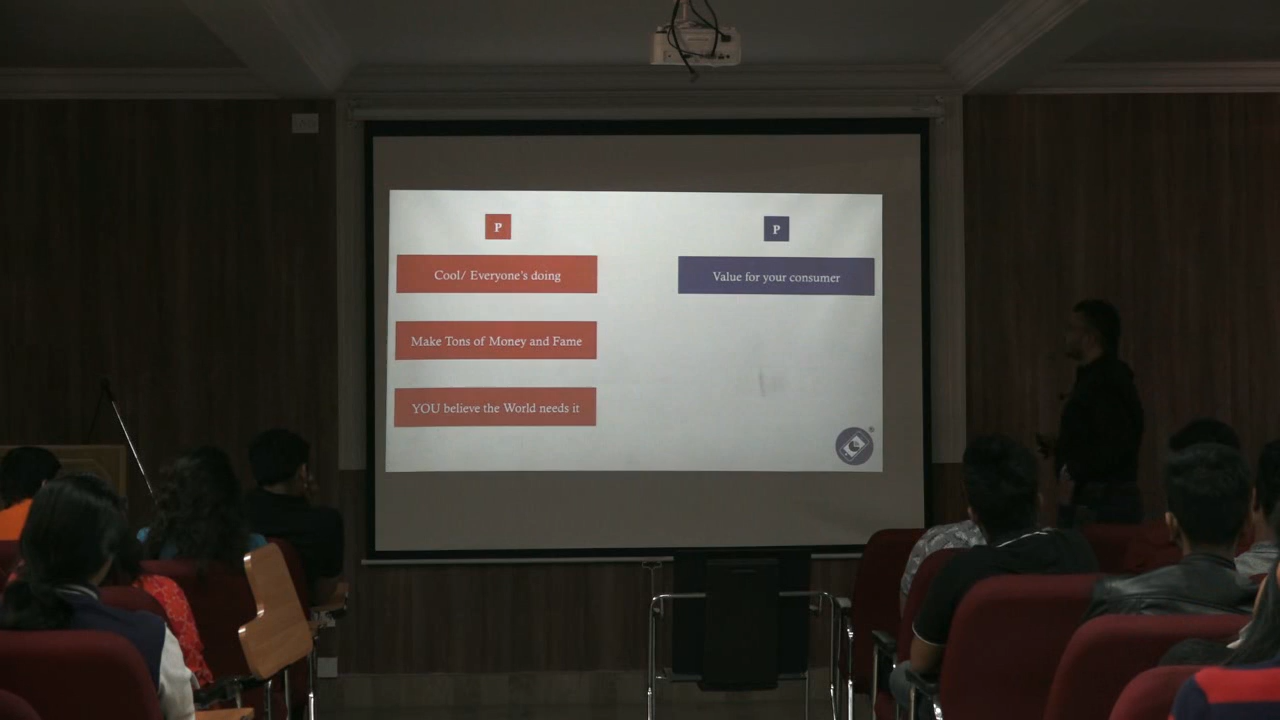 P
Cool/ Everyone's doing
Make Tons of Money and Fame
YOU believe the World needs it
P
Value for your consumer
®